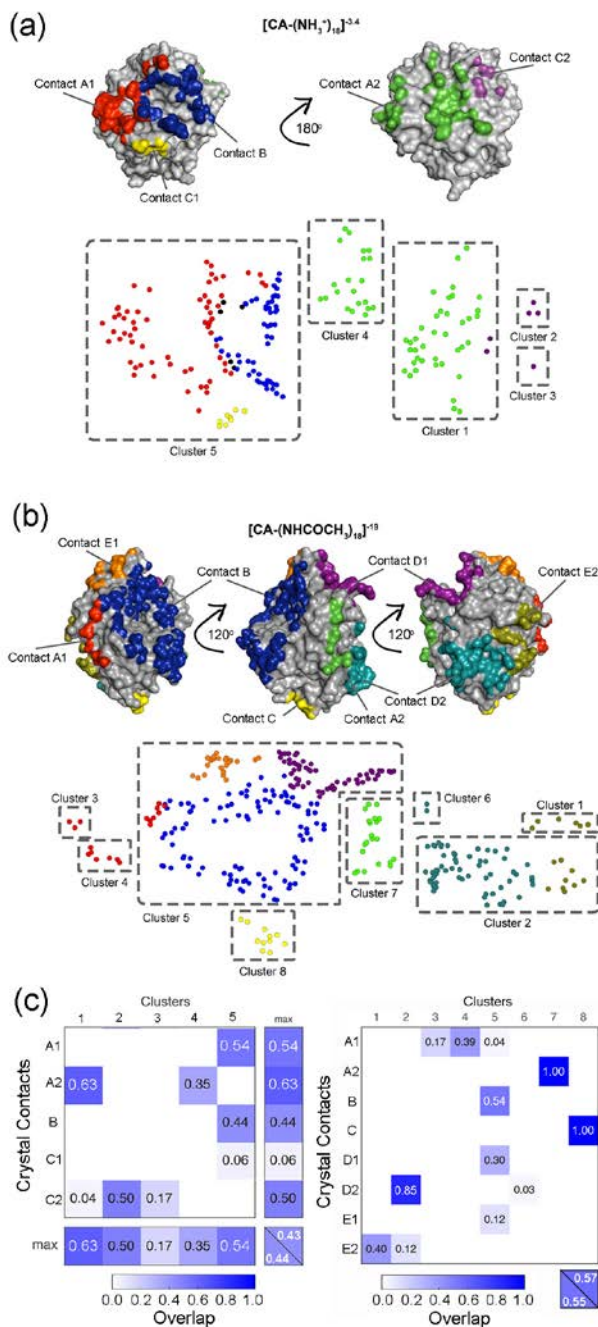 (a)
[CA-(NH₃⁺)₁₈]⁻³·⁴
Contact A1
Contact B
Contact C1
180°
Contact A2
Contact C2
Cluster 4
Cluster 2
Cluster 3
Cluster 1
Cluster 5
(b)
[CA-(NHCOCH₃)₁₈]⁻¹⁹
Contact E1
Contact B
Contact D1
Contact E2
120°
120°
Contact A1
Contact C
Contact D2
Contact A2
Cluster 3
Cluster 6
Cluster 1
Cluster 4
Cluster 5
Cluster 7
Cluster 2
Cluster 8
(c)
Clusters
1 2 3 4 5 max
Crystal Contacts
A1 0.54 0.54
A2 0.63 0.35 0.63
B 0.44 0.44
C1 0.06 0.06
C2 0.04 0.50 0.17 0.50
max 0.63 0.50 0.17 0.35 0.54 0.43
0.44
0.0 0.2 0.4 0.6 0.8 1.0
Overlap
Clusters
1 2 3 4 5 6 7 8
Crystal Contacts
A1 0.17 0.39 0.04
A2 1.00
B 0.54
C 1.00
D1 0.30
D2 0.85 0.03
E1 0.12
E2 0.40 0.12
0.0 0.2 0.4 0.6 0.8 1.0
Overlap
0.57
0.55